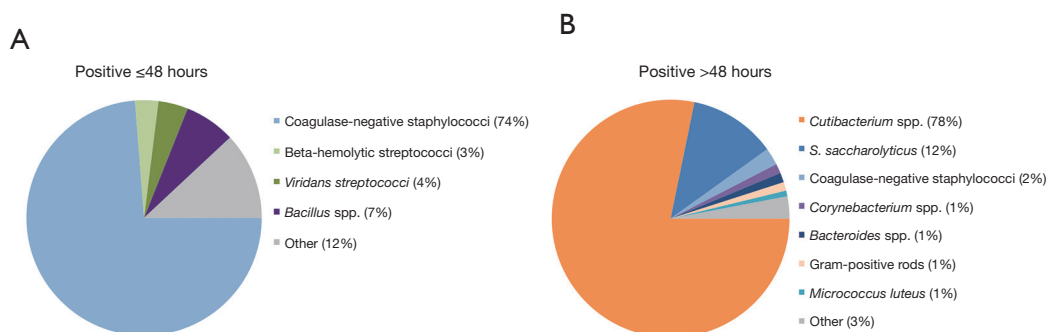 A
Positive ≤48 hours
Coagulase-negative staphylococci (74%)
Beta-hemolytic streptococci (3%)
Viridans streptococci (4%)
Bacillus spp. (7%)
Other (12%)
B
Positive >48 hours
Cutibacterium spp. (78%)
S. saccharolyticus (12%)
Coagulase-negative staphylococci (2%)
Corynebacterium spp. (1%)
Bacteroides spp. (1%)
Gram-positive rods (1%)
Micrococcus luteus (1%)
Other (3%)